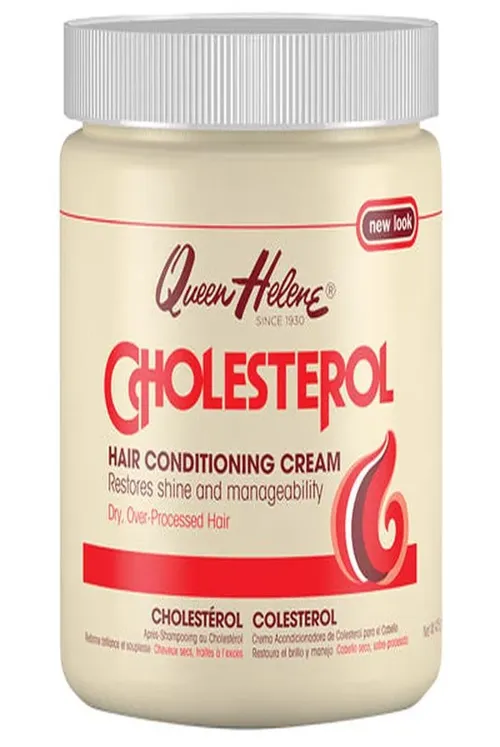 new look
Queen Helene®
SINCE 1930
CHOLESTEROL
HAIR CONDITIONING CREAM
Restores shine and manageability
Dry, Over-Processed Hair
CHOLESTÉROL COLESTEROL
Après-Shampooing au Cholestérol Crema Acondicionadora de Colesterol para el Cabello
Redonne brillance et souplesse Cheveux secs, traités à l'excès Restaura el brillo y manejo Cabello seco, sobre-procesado